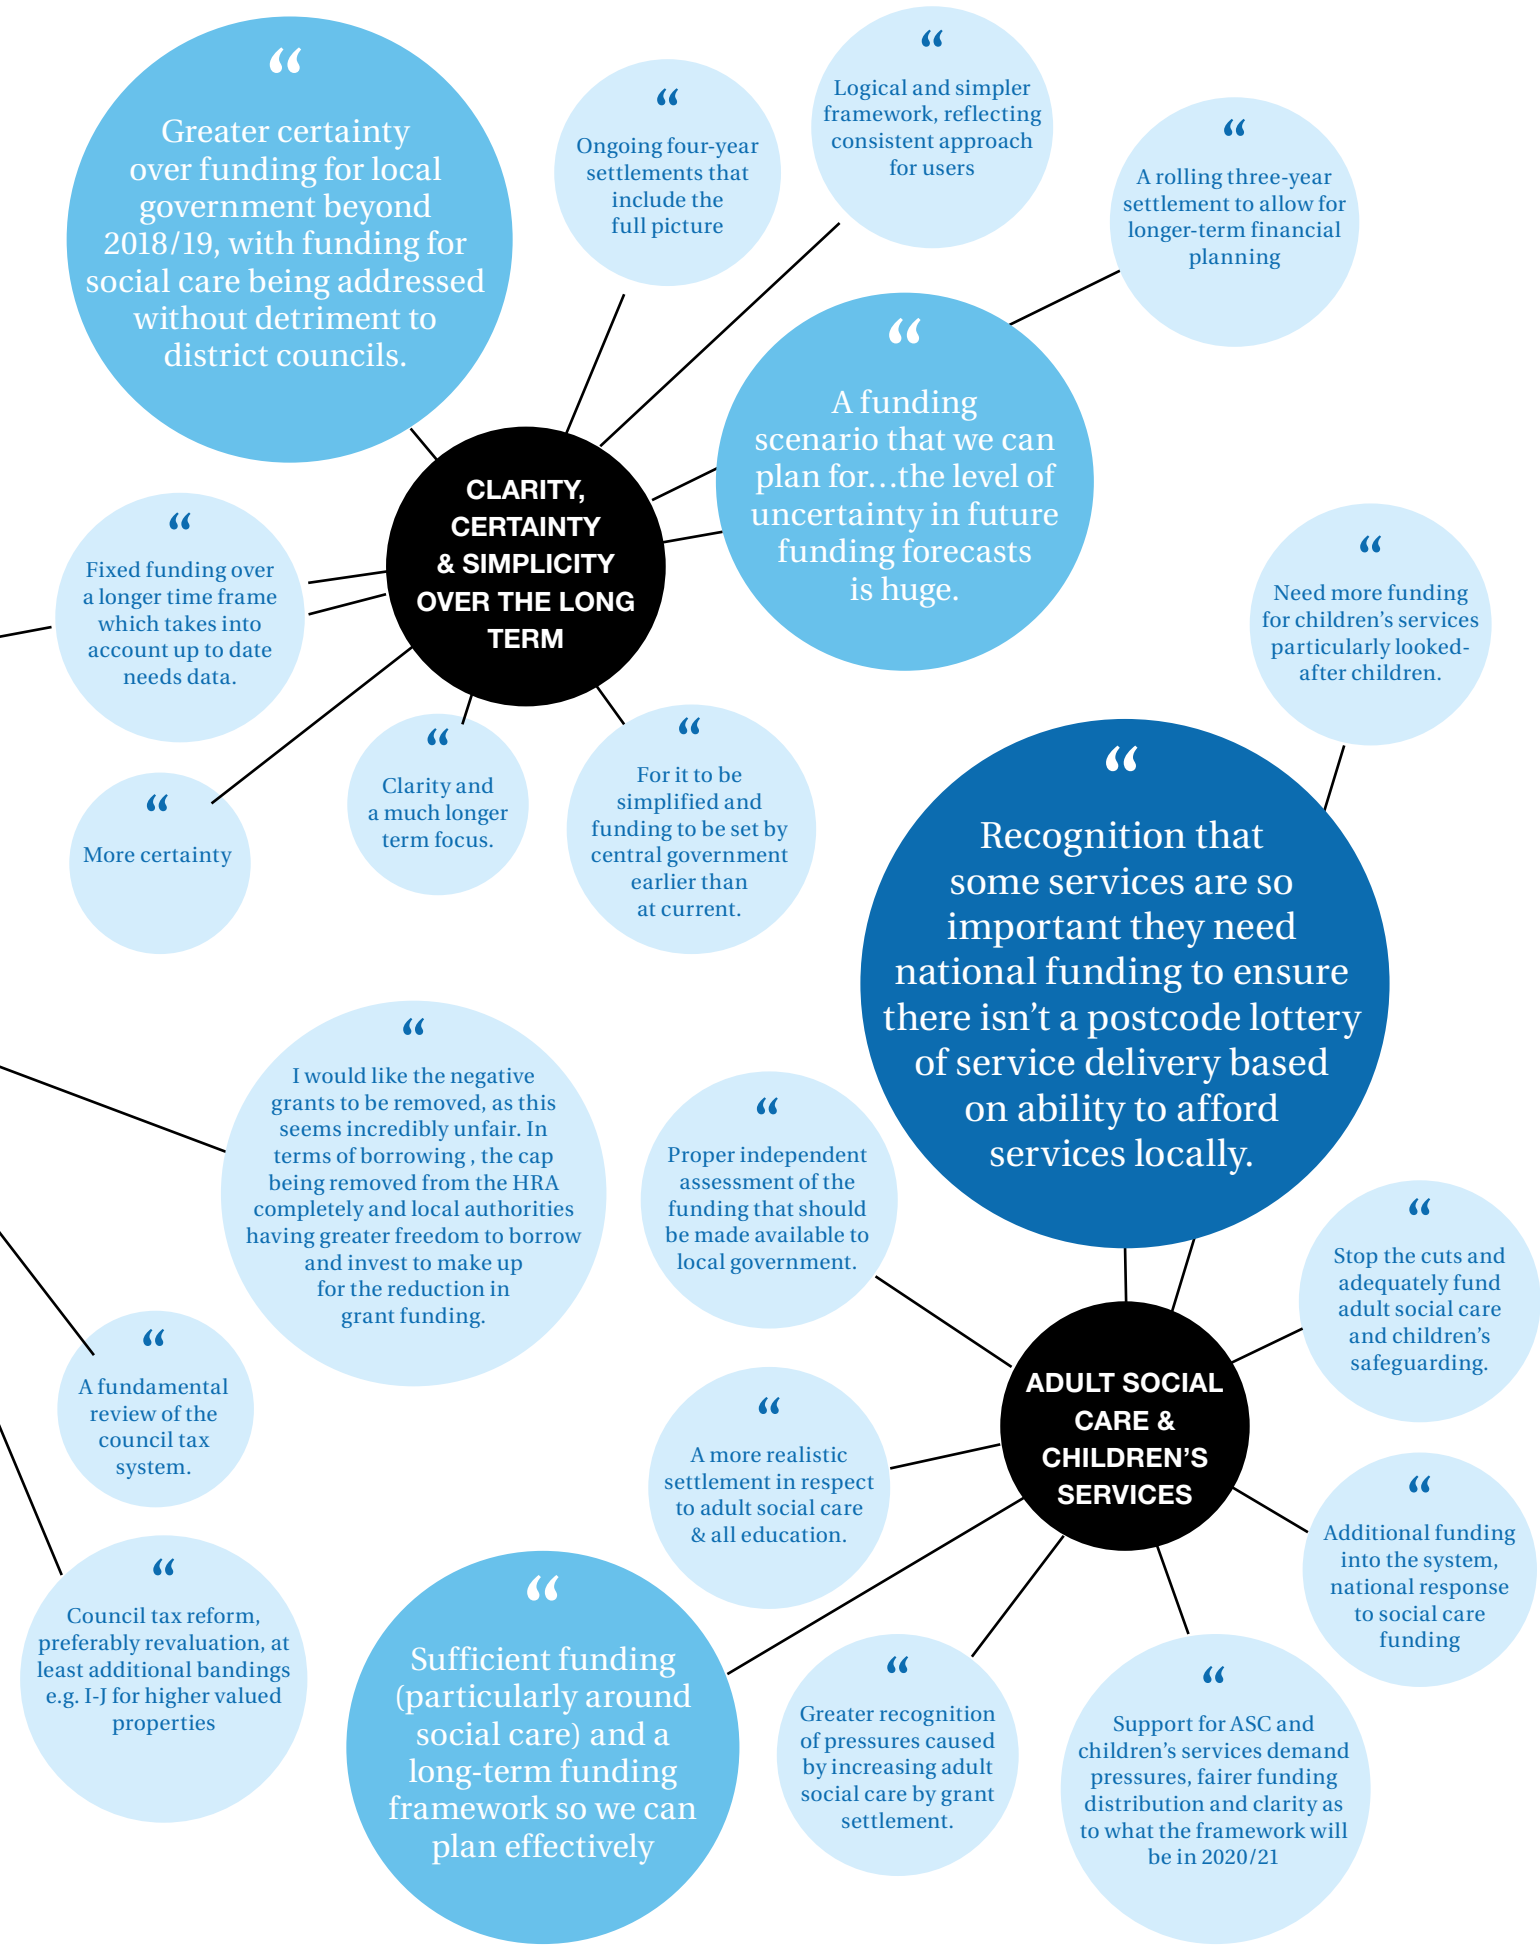 “
Greater certainty
over funding for local
government beyond
2018/19, with funding for
social care being addressed
without detriment to
district councils.
“
Ongoing four-year
settlements that
include the
full picture
“
Logical and simpler
framework, reflecting
consistent approach
for users
“
A rolling three-year
settlement to allow for
longer-term financial
planning
“
A funding
scenario that we can
plan for...the level of
uncertainty in future
funding forecasts
is huge.
CLARITY,
CERTAINTY
& SIMPLICITY
OVER THE LONG
TERM
“
Fixed funding over
a longer time frame
which takes into
account up to date
needs data.
“
More certainty
“
Clarity and
a much longer
term focus.
“
For it to be
simplified and
funding to be set by
central government
earlier than
at current.
“
Need more funding
for children’s services
particularly looked-
after children.
“
Recognition that
some services are so
important they need
national funding to ensure
there isn’t a postcode lottery
of service delivery based
on ability to afford
services locally.
“
I would like the negative
grants to be removed, as this
seems incredibly unfair. In
terms of borrowing , the cap
being removed from the HRA
completely and local authorities
having greater freedom to borrow
and invest to make up
for the reduction in
grant funding.
“
Proper independent
assessment of the
funding that should
be made available to
local government.
“
Stop the cuts and
adequately fund
adult social care
and children’s
safeguarding.
“
A fundamental
review of the
council tax
system.
“
A more realistic
settlement in respect
to adult social care
& all education.
ADULT SOCIAL
CARE &
CHILDREN’S
SERVICES
“
Additional funding
into the system,
national response
to social care
funding
“
Council tax reform,
preferably revaluation, at
least additional bandings
e.g. I-J for higher valued
properties
“
Sufficient funding
(particularly around
social care) and a
long-term funding
framework so we can
plan effectively
“
Greater recognition
of pressures caused
by increasing adult
social care by grant
settlement.
“
Support for ASC and
children’s services demand
pressures, fairer funding
distribution and clarity as
to what the framework will
be in 2020/21